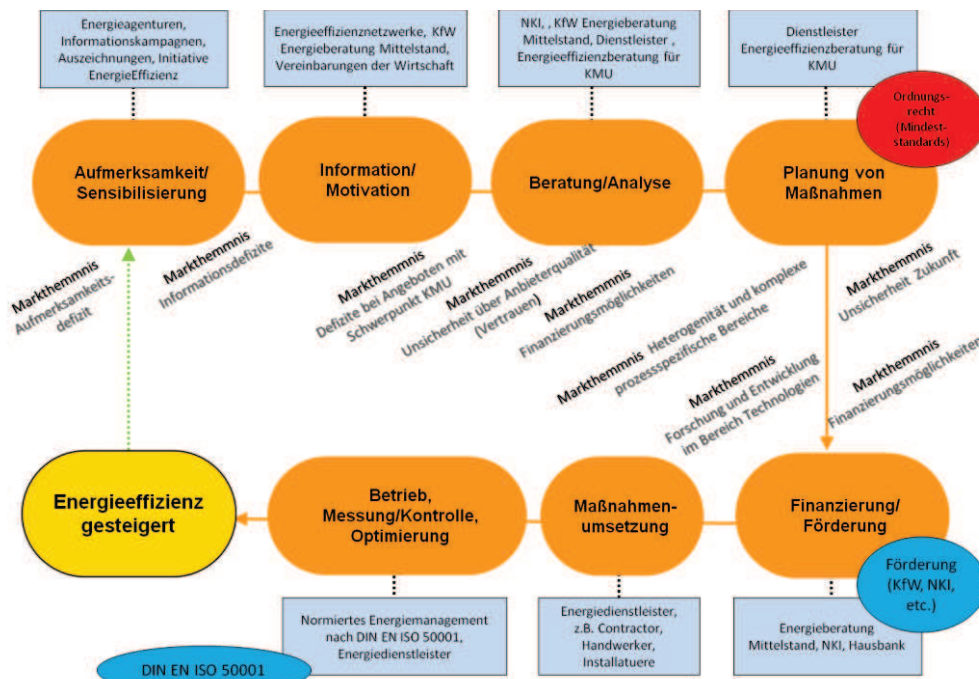 Energieagenturen,
Informationskampagnen,
Auszeichnungen, Initiative
EnergieEffizienz
Energieeffizienznetzwerke, KfW
Energieberatung Mittelstand,
Vereinbarungen der Wirtschaft
NKI, , KfW Energieberatung
Mittelstand, Dienstleister ,
Energieeffizienzberatung für
KMU
Dienstleister
Energieeffizienzberatung für
KMU
Ordnungs-
recht
(Mindest-
standards)
Aufmerksamkeit/
Sensibilisierung
Information/
Motivation
Beratung/Analyse
Planung von
Maßnahmen
Markthemmnis
Aufmerksamkeits-
defizit
Markthemmnis
Informationsdefizite
Markthemmnis
Defizite bei Angeboten mit
Schwerpunkt KMU
Markthemmnis
Unsicherheit über Anbieterqualität
(Vertrauen)
Markthemmnis
Finanzierungsmöglichkeiten
Markthemmnis Heterogenität und komplexe
prozessspezifische Bereiche
Markthemmnis
Forschung und Entwicklung
im Bereich Technologien
Markthemmnis
Unsicherheit Zukunft
Markthemmnis
Finanzierungsmöglichkeiten
Energieeffizienz
gesteigert
Betrieb,
Messung/Kontrolle,
Optimierung
Maßnahmen-
umsetzung
Finanzierung/
Förderung
Förderung
(KfW, NKI,
etc.)
Normiertes Energiemanagement
nach DIN EN ISO 50001,
Energiedienstleister
DIN EN ISO 50001
Energiedienstleister,
z.B. Contractor,
Handwerker,
Installatuere
Energieberatung
Mittelstand, NKI, Hausbank